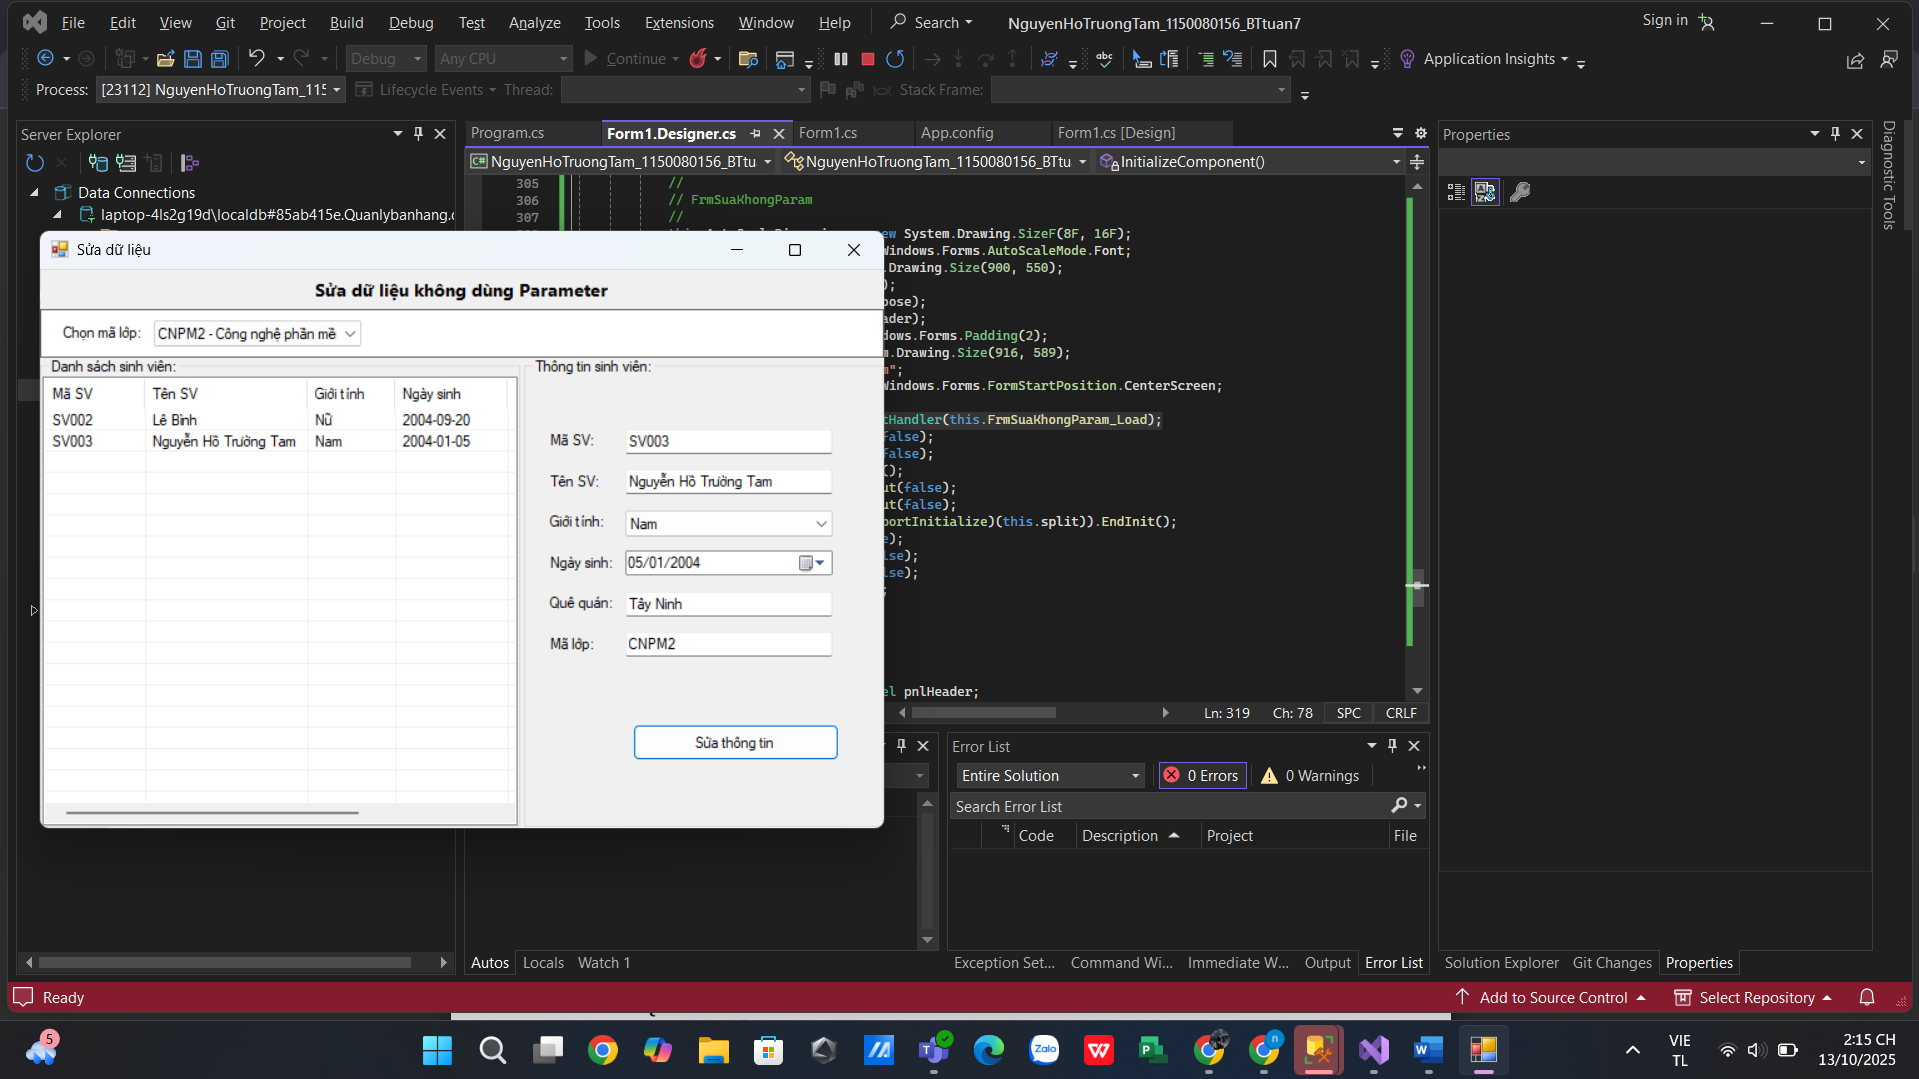 File Edit View Git Project Build Debug Test Analyze Tools Extensions Window Help Search NguyenHoTruongTam_1150080156_BTtuan7 Sign in
Debug Any CPU Continue Application Insights
Process: [23112] NguyenHoTruongTam_115 Lifecycle Events Thread: Stack Frame:
Server Explorer
Data Connections
laptop-4ls2g19d\localdb#85ab415e.Quanlybanhang.
Program.cs Form1.Designer.cs Form1.cs App.config Form1.cs [Design]
NguyenHoTruongTam_1150080156_BTtu NguyenHoTruongTam_1150080156_BTtu InitializeComponent()
305 //
306 // FrmSuaKhongParam
307 //
ew System.Drawing.SizeF(8F, 16F);
Windows.Forms.AutoScaleMode.Font;
.Drawing.Size(900, 550);
);
pose);
ader);
dows.Forms.Padding(2);
m.Drawing.Size(916, 589);
m";
Windows.Forms.FormStartPosition.CenterScreen;
tHandler(this.FrmSuaKhongParam_Load);
false);
false);
();
ut(false);
ut(false);
portInitialize)(this.split)).EndInit();
e);
lse);
lse);
;
el pnlHeader;
Ln: 319 Ch: 78 SPC CRLF
Sửa dữ liệu
Sửa dữ liệu không dùng Parameter
Chọn mã lớp: CNPM2 - Công nghệ phần mề
Danh sách sinh viên:
Mã SV Tên SV Giới tính Ngày sinh
SV002 Lê Bình Nữ 2004-09-20
SV003 Nguyễn Hồ Trường Tam Nam 2004-01-05
Thông tin sinh viên:
Mã SV: SV003
Tên SV: Nguyễn Hồ Trường Tam
Giới tính: Nam
Ngày sinh: 05/01/2004
Quê quán: Tây Ninh
Mã lớp: CNPM2
Sửa thông tin
Error List
Entire Solution 0 Errors 0 Warnings
Search Error List
Code Description Project File
Autos Locals Watch 1
Exception Set... Command Wi... Immediate W... Output Error List
Properties
Solution Explorer Git Changes Properties
Diagnostic Tools
Ready Add to Source Control Select Repository
5
Zalo
n
VIE
TL
2:15 CH
13/10/2025